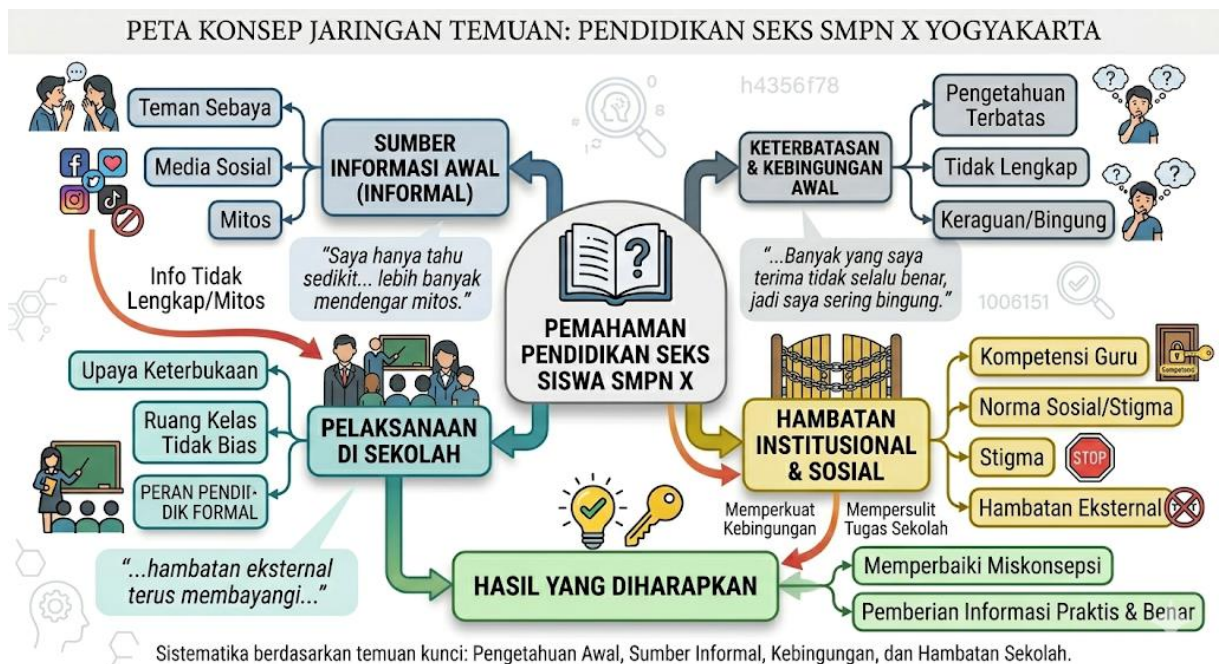 PETA KONSEP JARINGAN TEMUAN: PENDIDIKAN SEKS SMPN X YOGYAKARTA
Teman Sebaya
Media Sosial
Mitos
SUMBER
INFORMASI AWAL
(INFORMAL)
"Saya hanya tahu
sedikit... lebih banyak
mendengar mitos."
Info Tidak
Lengkap/Mitos
h4356f78
KETERBATASAN
& KEBINGUNGAN
AWAL
Pengetahuan
Terbatas
Tidak Lengkap
Keraguan/Bingung
"...Banyak yang saya
terima tidak selalu benar,
jadi saya sering bingung."
1006151
PEMAHAMAN
PENDIDIKAN SEKS
SISWA SMPN X
Upaya Keterbukaan
Ruang Kelas
Tidak Bias
PERAN PENDI
DIK FORMAL
PELAKSANAAN
DI SEKOLAH
"...hambatan eksternal
terus membayangi..."
HAMBATAN
INSTITUSIONAL
& SOSIAL
Kompetensi Guru
Norma Sosial/Stigma
Stigma
STOP
Hambatan Eksternal
Memperkuat
Kebingungan
Mempersulit
Tugas Sekolah
HASIL YANG DIHARAPKAN
Memperbaiki Miskonsepsi
Pemberian Informasi Praktis & Benar
Sistematika berdasarkan temuan kunci: Pengetahuan Awal, Sumber Informal, Kebingungan, dan Hambatan Sekolah.